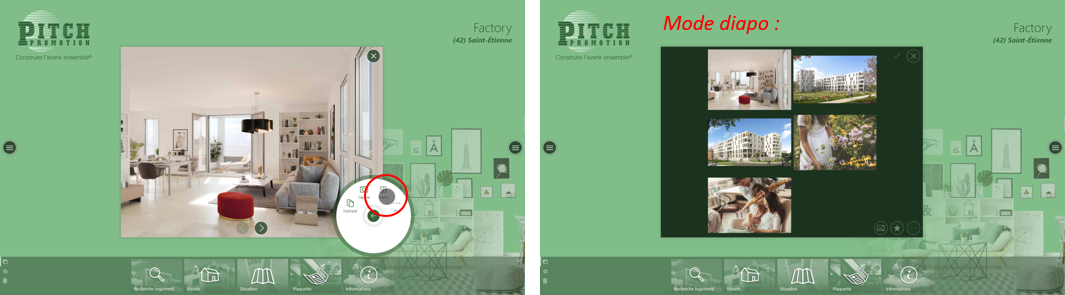 PITCH
PROMOTION
Construire l'avenir ensemble®
Factory
(42) Saint-Étienne
Dupliquer
Recherche logement
Visuels
Situation
Plaquette
Informations
Mode diapo :
PITCH
PROMOTION
Construire l'avenir ensemble®
Factory
(42) Saint-Étienne
Recherche logement
Visuels
Situation
Plaquette
Informations